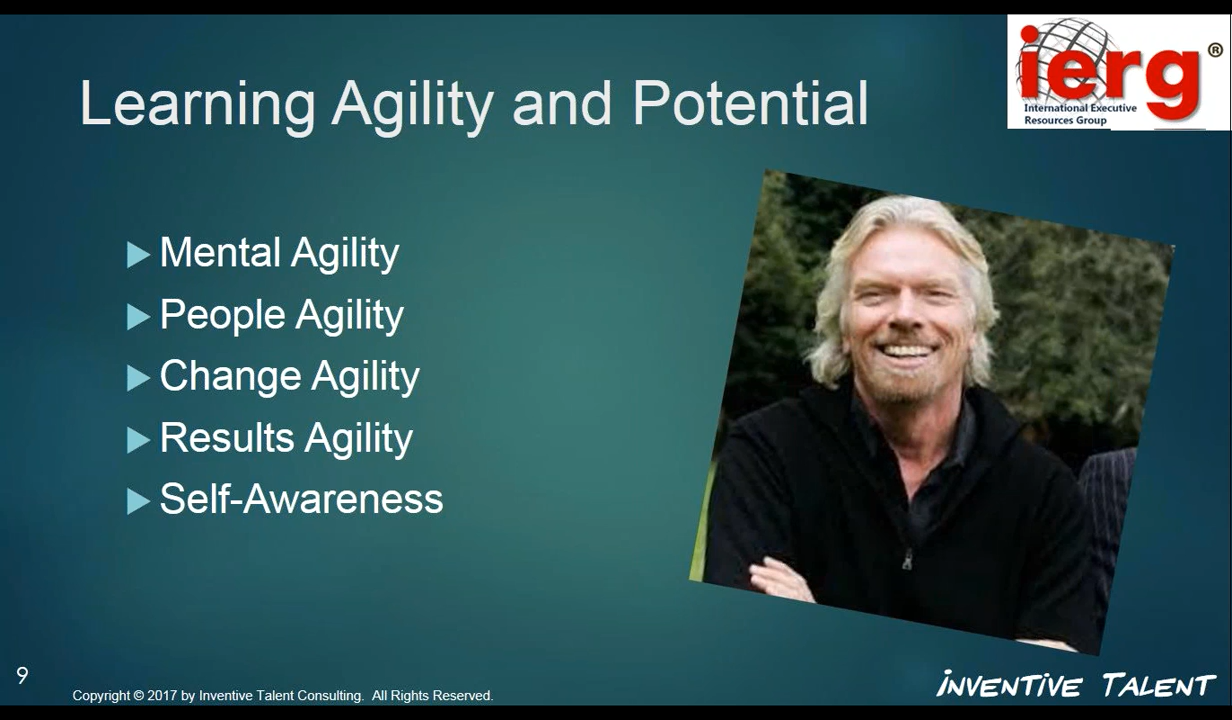 ierg ®
International Executive
Resources Group
Learning Agility and Potential
Mental Agility
People Agility
Change Agility
Results Agility
Self-Awareness
9
Copyright © 2017 by Inventive Talent Consulting. All Rights Reserved.
INVENTIVE TALENT